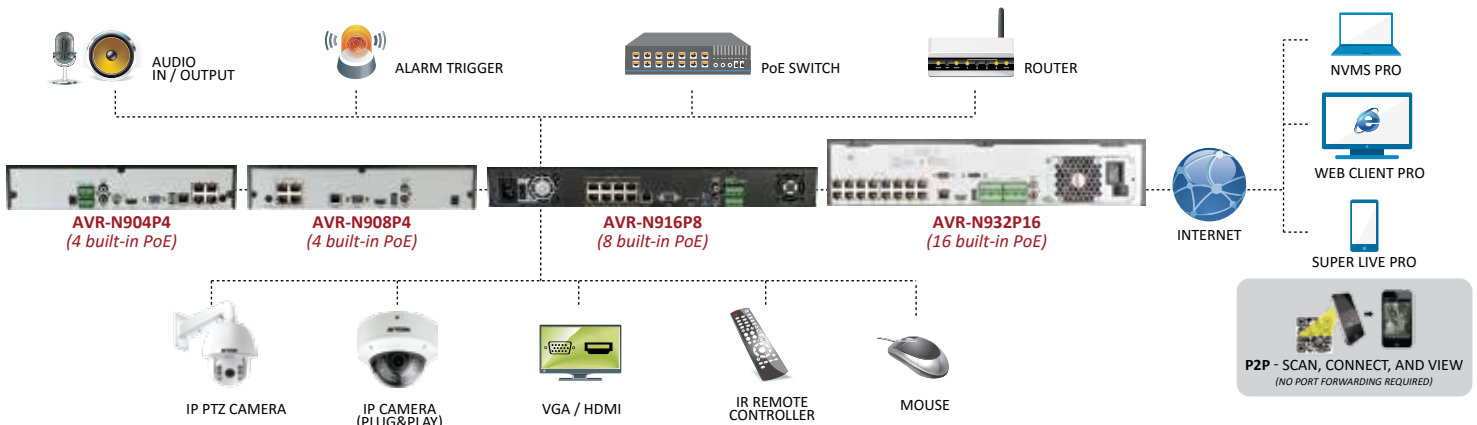 AUDIO
IN / OUTPUT
ALARM TRIGGER
PoE SWITCH
ROUTER
NVMS PRO
WEB CLIENT PRO
SUPER LIVE PRO
AVR-N904P4
(4 built-in PoE)
AVR-N908P4
(4 built-in PoE)
AVR-N916P8
(8 built-in PoE)
AVR-N932P16
(16 built-in PoE)
INTERNET
IP PTZ CAMERA
IP CAMERA
(PLUG&PLAY)
VGA / HDMI
IR REMOTE
CONTROLLER
MOUSE
P2P - SCAN, CONNECT, AND VIEW
(NO PORT FORWARDING REQUIRED)